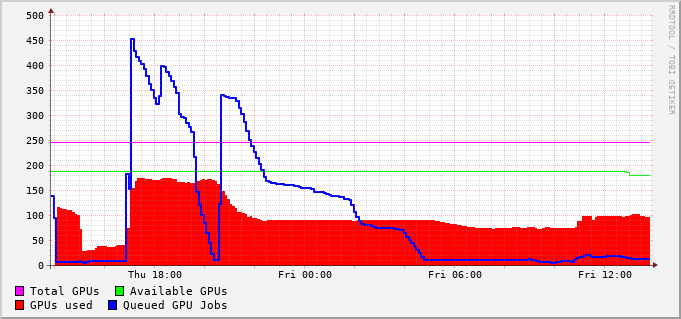 500
450
400
350
300
250
200
150
100
50
0
Thu 18:00 Fri 00:00 Fri 06:00 Fri 12:00
Total GPUs Available GPUs
GPUs used Queued GPU Jobs
RRDTOOL / TOBI OETIKER